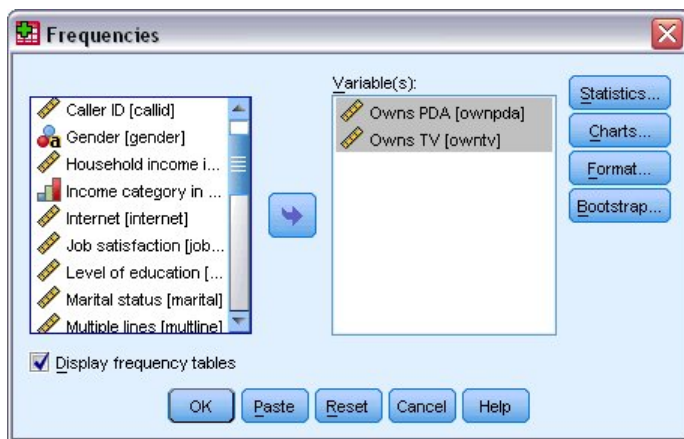 Frequencies
Caller ID [callid]
Gender [gender]
Household income i...
Income category in ...
Internet [internet]
Job satisfaction [job...
Level of education [...
Marital status [marital]
Multiple lines [multline]
Variable(s):
Owns PDA [ownpda]
Owns TV [owntv]
Statistics...
Charts...
Format...
Bootstrap...
Display frequency tables
OK Paste Reset Cancel Help